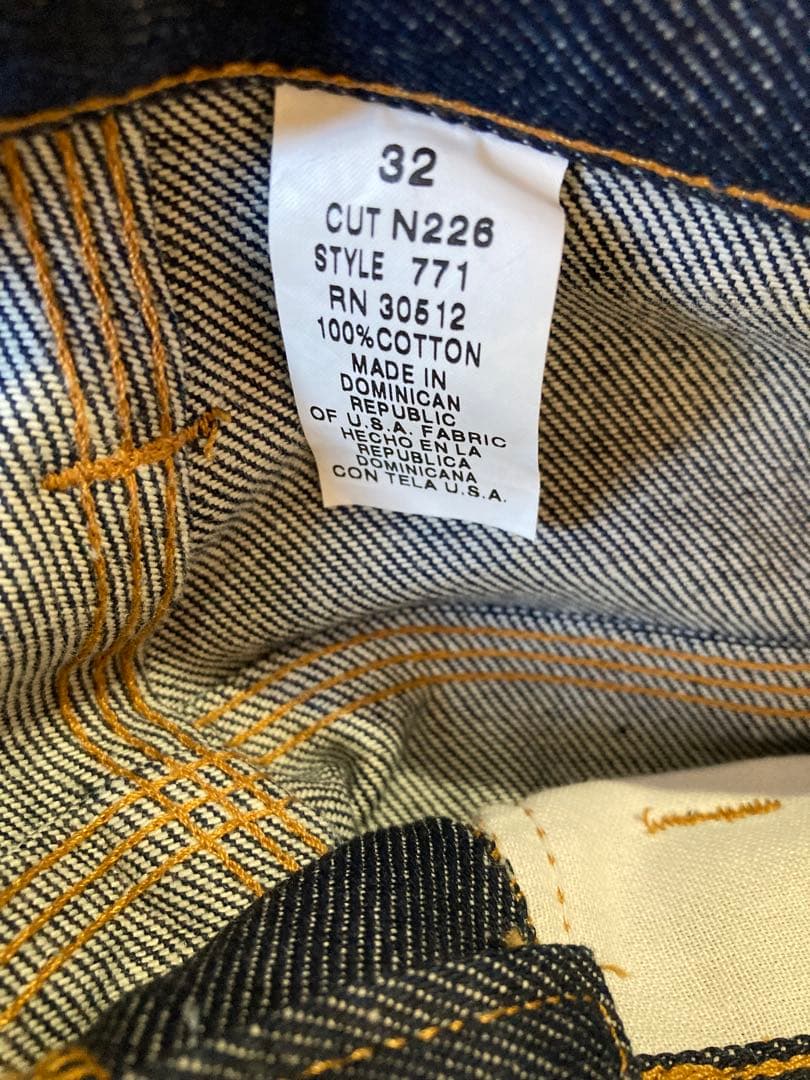 32
CUT N226
STYLE 771
RN 30512
100%COTTON
MADE IN
DOMINICAN
REPUBLIC
OF U.S.A. FABRIC
HECHO EN LA
REPUBLICA
DOMINICANA
CON TELA U.S.A.